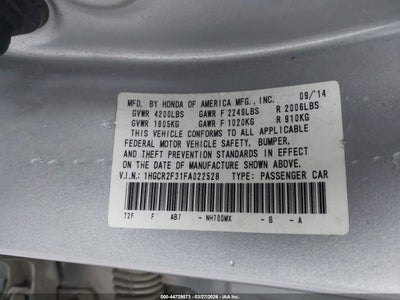 MFD. BY HONDA OF AMERICA MFG., INC. 09/'14
GVWR 4200LBS GAWR F 2249LBS R 2006LBS
GVWR 1905KG GAWR F 1020KG R 910KG
THIS VEHICLE CONFORMS TO ALL APPLICABLE
FEDERAL MOTOR VEHICLE SAFETY, BUMPER,
AND THEFT PREVENTION STANDARDS IN EFFECT
ON THE DATE OF MANUFACTURE SHOWN ABOVE.
V.I.N.: 1HGCR2F31FA022528 TYPE: PASSENGER CAR
T2F F AB7 - NH700MX - B - A
IAA 000-44729573 | 03/27/2026 - CHICAGO